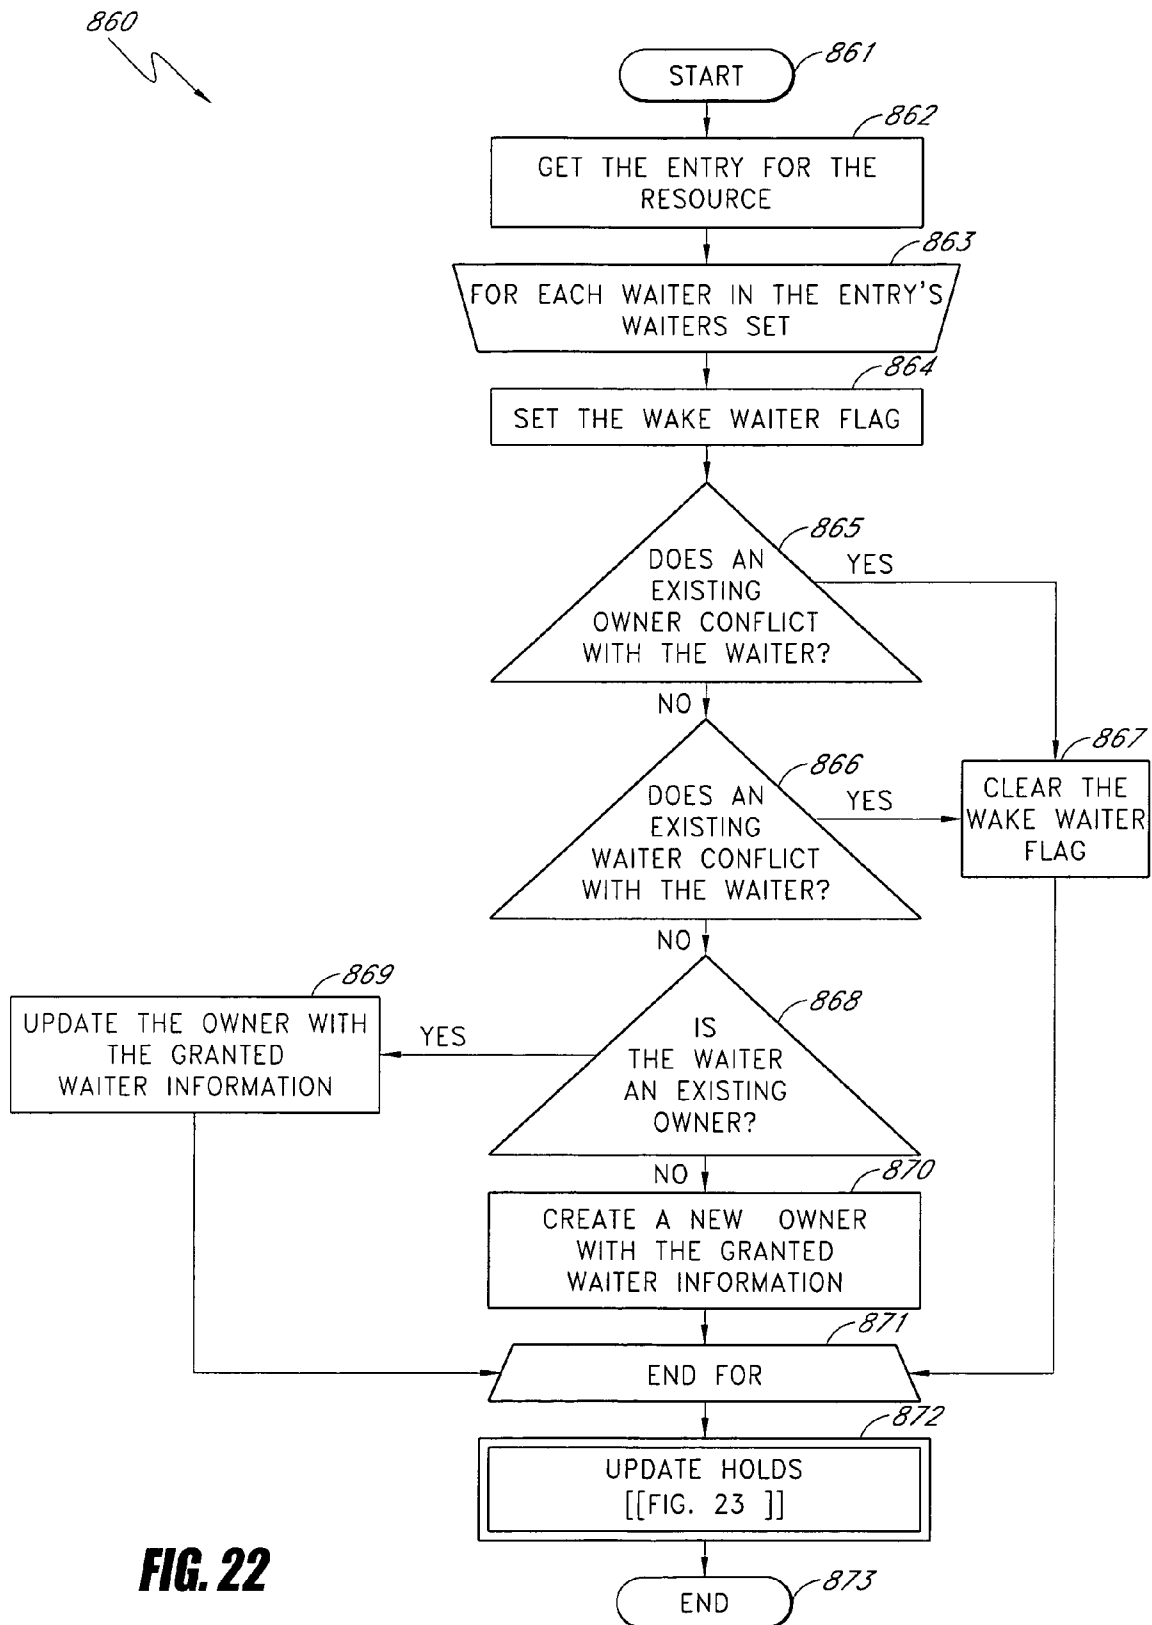 860
START
861
862
GET THE ENTRY FOR THE
RESOURCE
863
FOR EACH WAITER IN THE ENTRY'S
WAITERS SET
864
SET THE WAKE WAITER FLAG
865
DOES AN
EXISTING
OWNER CONFLICT
WITH THE WAITER?
YES
NO
866
DOES AN
EXISTING
WAITER CONFLICT
WITH THE WAITER?
YES
867
CLEAR THE
WAKE WAITER
FLAG
NO
868
IS
THE WAITER
AN EXISTING
OWNER?
YES
869
UPDATE THE OWNER WITH
THE GRANTED
WAITER INFORMATION
NO
870
CREATE A NEW OWNER
WITH THE GRANTED
WAITER INFORMATION
871
END FOR
872
UPDATE HOLDS
[[FIG. 23 ]]
873
END
FIG. 22